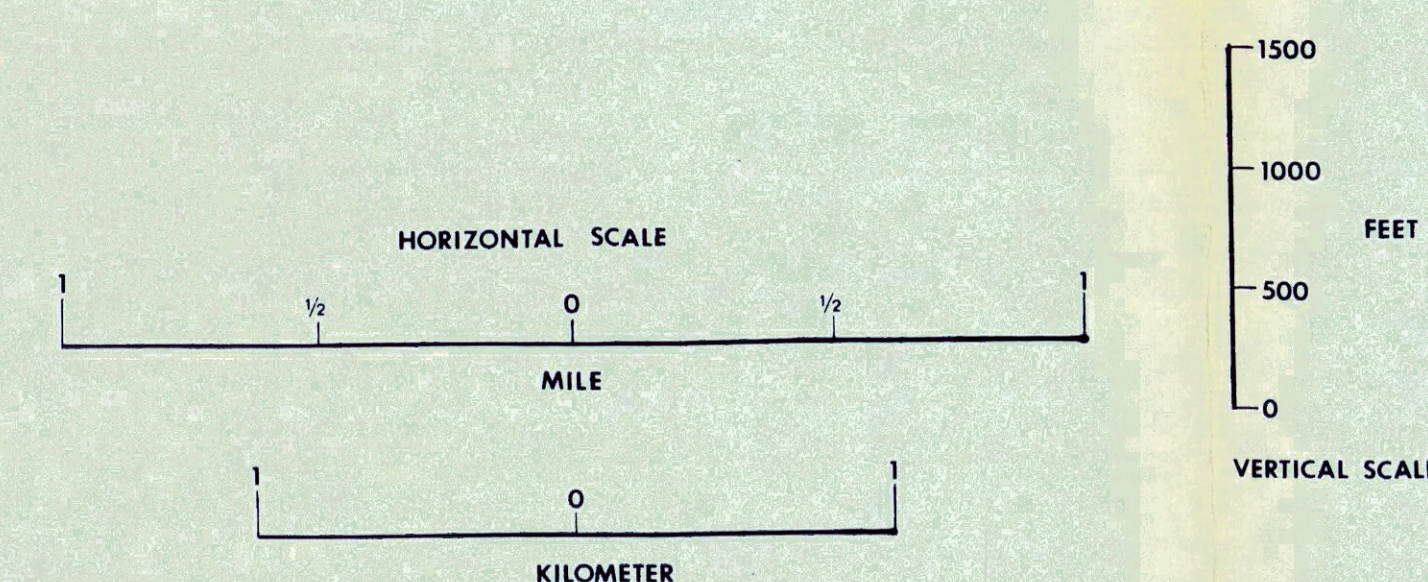 HORIZONTAL SCALE
1 ½ 0 ½ 1
MILE
1 0 1
KILOMETER
1500
1000
FEET
500
0
VERTICAL SCALE